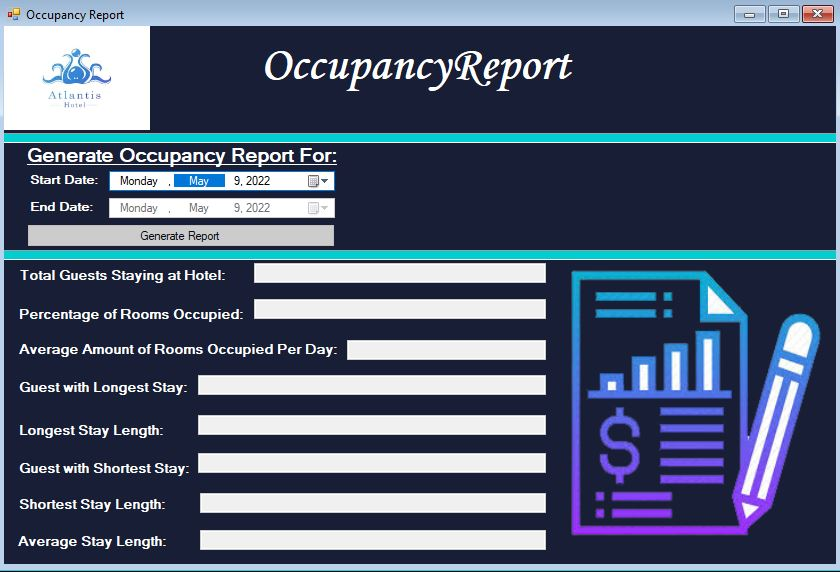 Occupancy Report
Atlantis
Hotel
OccupancyReport
Generate Occupancy Report For:
Start Date: Monday , May 9, 2022
End Date: Monday , May 9, 2022
Generate Report
Total Guests Staying at Hotel:
Percentage of Rooms Occupied:
Average Amount of Rooms Occupied Per Day:
Guest with Longest Stay:
Longest Stay Length:
Guest with Shortest Stay:
Shortest Stay Length:
Average Stay Length:
$